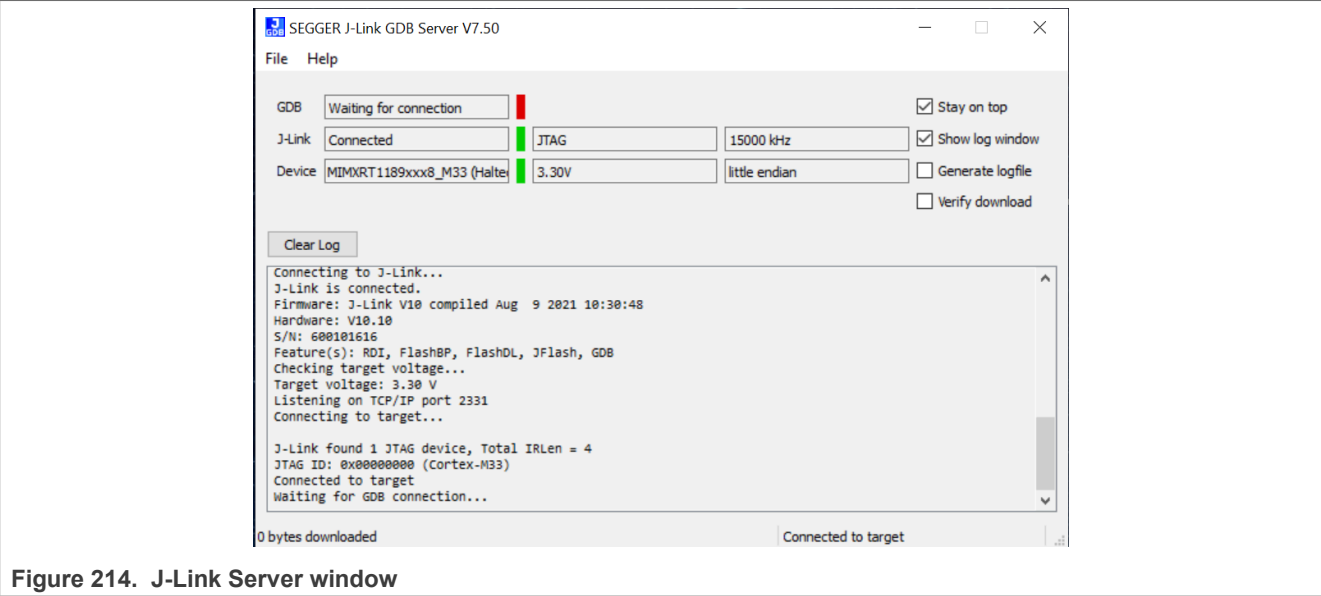 J
GDB
SEGGER J-Link GDB Server V7.50
File Help
GDB Waiting for connection Stay on top
J-Link Connected JTAG 15000 kHz Show log window
Device MIMXRT1189xxx8_M33 (Halte 3.30V little endian Generate logfile
Verify download
Clear Log
Connecting to J-Link...
J-Link is connected.
Firmware: J-Link V10 compiled Aug  9 2021 10:30:48
Hardware: V10.10
S/N: 600101616
Feature(s): RDI, FlashBP, FlashDL, JFlash, GDB
Checking target voltage...
Target voltage: 3.30 V
Listening on TCP/IP port 2331
Connecting to target...
J-Link found 1 JTAG device, Total IRLen = 4
JTAG ID: 0x00000000 (Cortex-M33)
Connected to target
Waiting for GDB connection...
0 bytes downloaded Connected to target
Figure 214. J-Link Server window